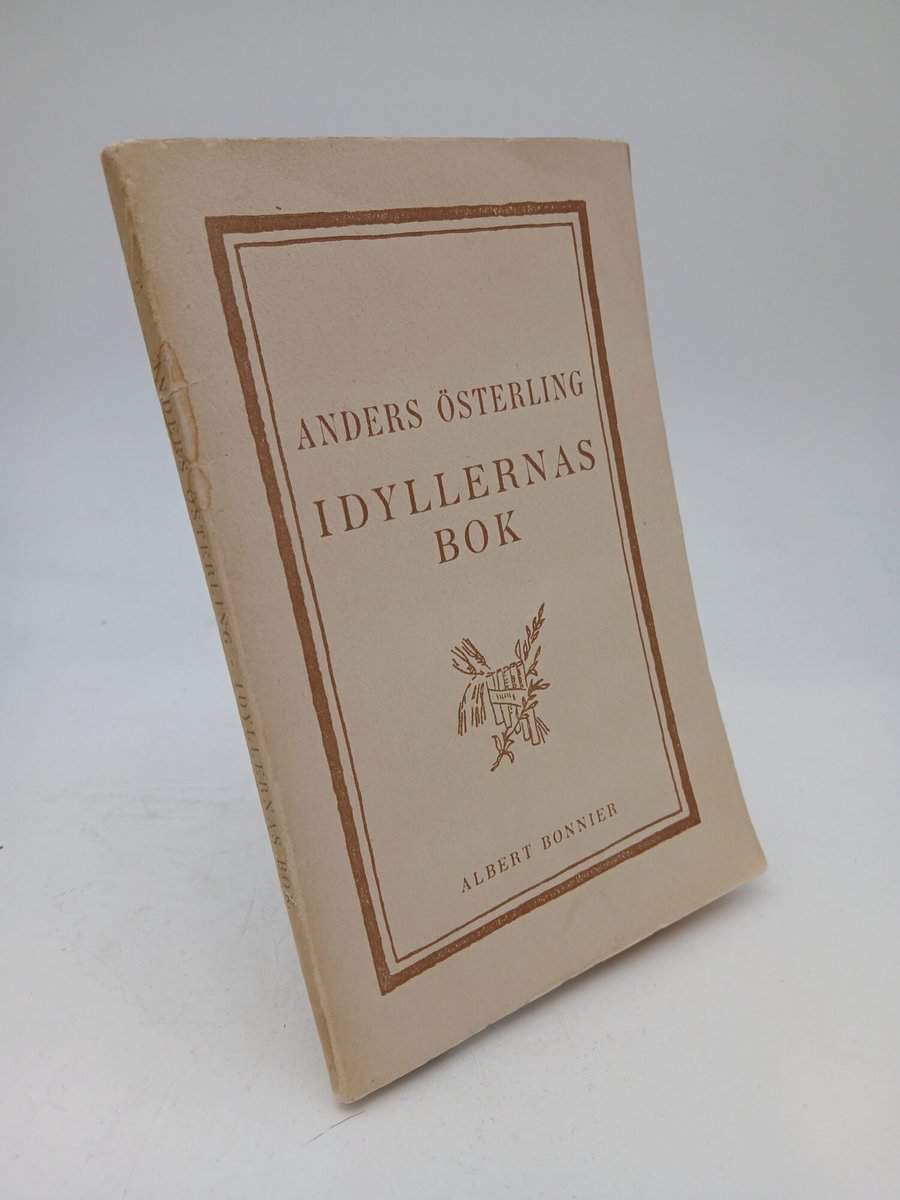 ANDERS ÖSTERLING
IDYLLERNAS
BOK
ALBERT BONNIER
ANDERS ÖSTERLING - IDYLLERNAS BOK